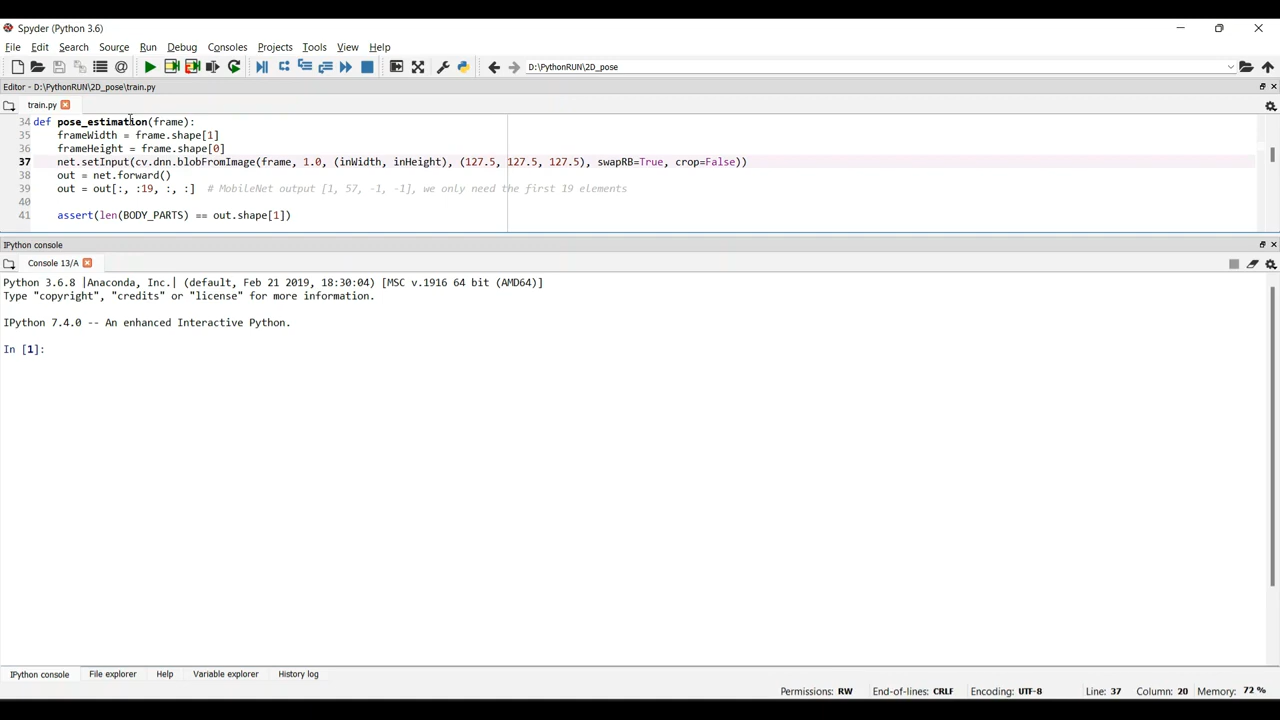 Spyder (Python 3.6)
File Edit Search Source Run Debug Consoles Projects Tools View Help
D:\PythonRUN\2D_pose
Editor - D:\PythonRUN\2D_pose\train.py
train.py
34 def pose_estimation(frame):
35 frameWidth = frame.shape[1]
36 frameHeight = frame.shape[0]
37 net.setInput(cv.dnn.blobFromImage(frame, 1.0, (inWidth, inHeight), (127.5, 127.5, 127.5), swapRB=True, crop=False))
38 out = net.forward()
39 out = out[:, :19, :, :] # MobileNet output [1, 57, -1, -1], we only need the first 19 elements
40
41 assert(len(BODY_PARTS) == out.shape[1])
IPython console
Console 13/A
Python 3.6.8 |Anaconda, Inc.| (default, Feb 21 2019, 18:30:04) [MSC v.1916 64 bit (AMD64)]
Type "copyright", "credits" or "license" for more information.
IPython 7.4.0 -- An enhanced Interactive Python.
In [1]:
IPython console File explorer Help Variable explorer History log
Permissions: RW End-of-lines: CRLF Encoding: UTF-8 Line: 37 Column: 20 Memory: 72 %